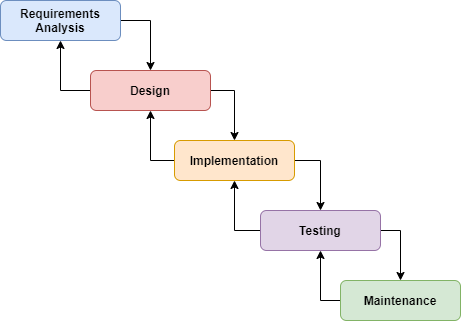 Requirements
Analysis
Design
Implementation
Testing
Maintenance